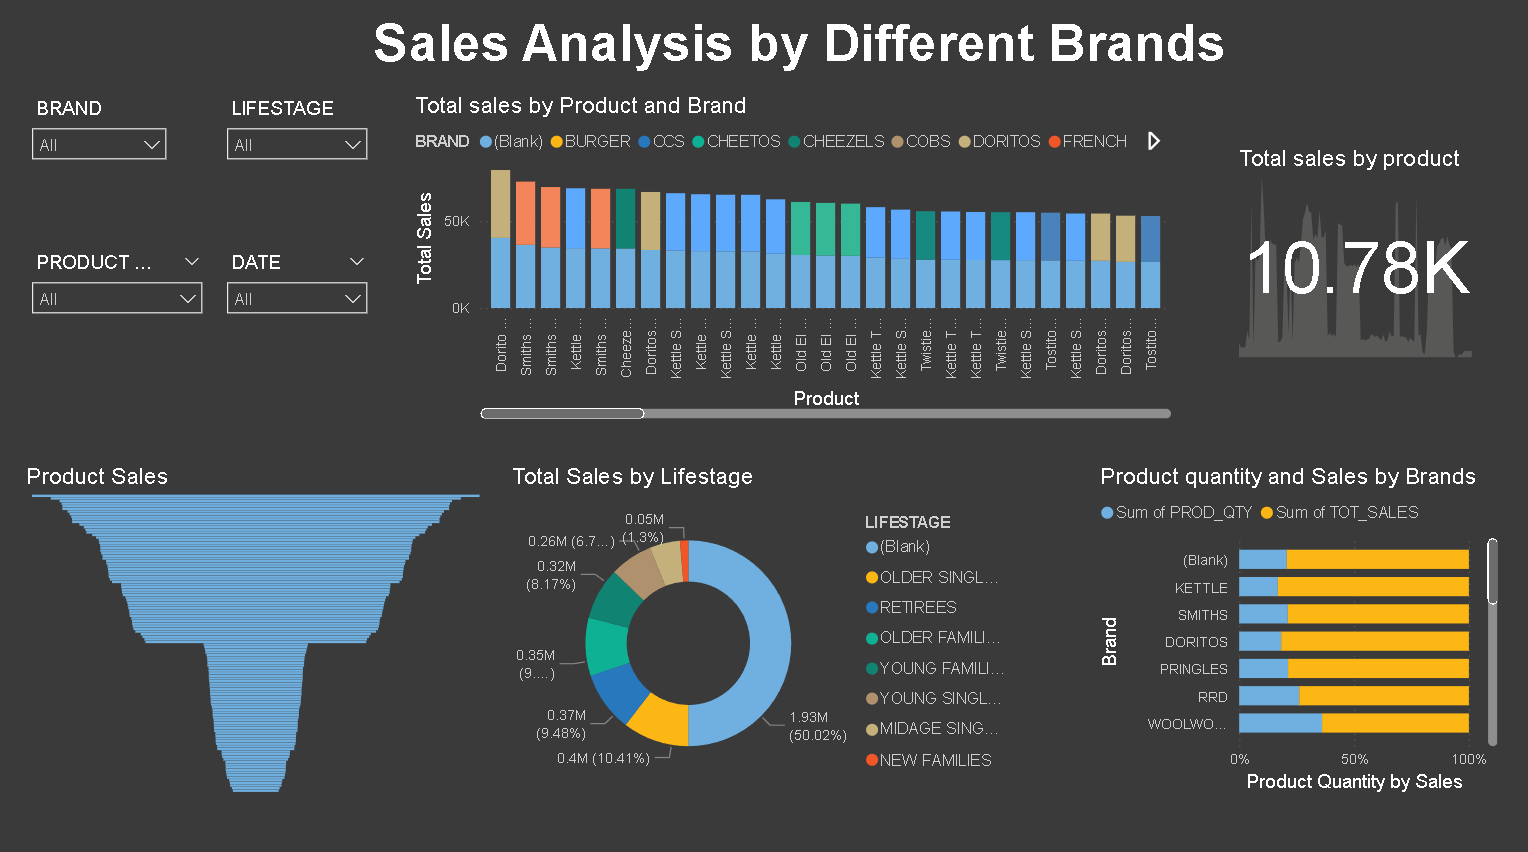 Sales Analysis by Different Brands
BRAND
All
LIFESTAGE
All
PRODUCT ...
All
DATE
All
Total sales by Product and Brand
BRAND (Blank) BURGER CCS CHEETOS CHEEZELS COBS DORITOS FRENCH
Total Sales
50K
0K
Dorito ...
Smiths ...
Smiths ...
Kettle ...
Smiths ...
Cheeze...
Doritos...
Kettle S...
Kettle ...
Kettle S...
Kettle ...
Kettle ...
Old El ...
Old El ...
Old El ...
Kettle T...
Kettle S...
Twistie...
Kettle T...
Kettle T...
Twistie...
Kettle S...
Tostito...
Kettle S...
Doritos...
Doritos...
Tostito...
Product
Total sales by product
10.78K
Product Sales
Total Sales by Lifestage
0.05M
(1.3%)
0.26M (6.7...)
0.32M
(8.17%)
0.35M
(9....)
0.37M
(9.48%)
0.4M (10.41%)
1.93M
(50.02%)
LIFESTAGE
(Blank)
OLDER SINGL...
RETIREES
OLDER FAMILI...
YOUNG FAMILI...
YOUNG SINGL...
MIDAGE SING...
NEW FAMILIES
Product quantity and Sales by Brands
Sum of PROD_QTY Sum of TOT_SALES
Brand
(Blank)
KETTLE
SMITHS
DORITOS
PRINGLES
RRD
WOOLWO...
0% 50% 100%
Product Quantity by Sales